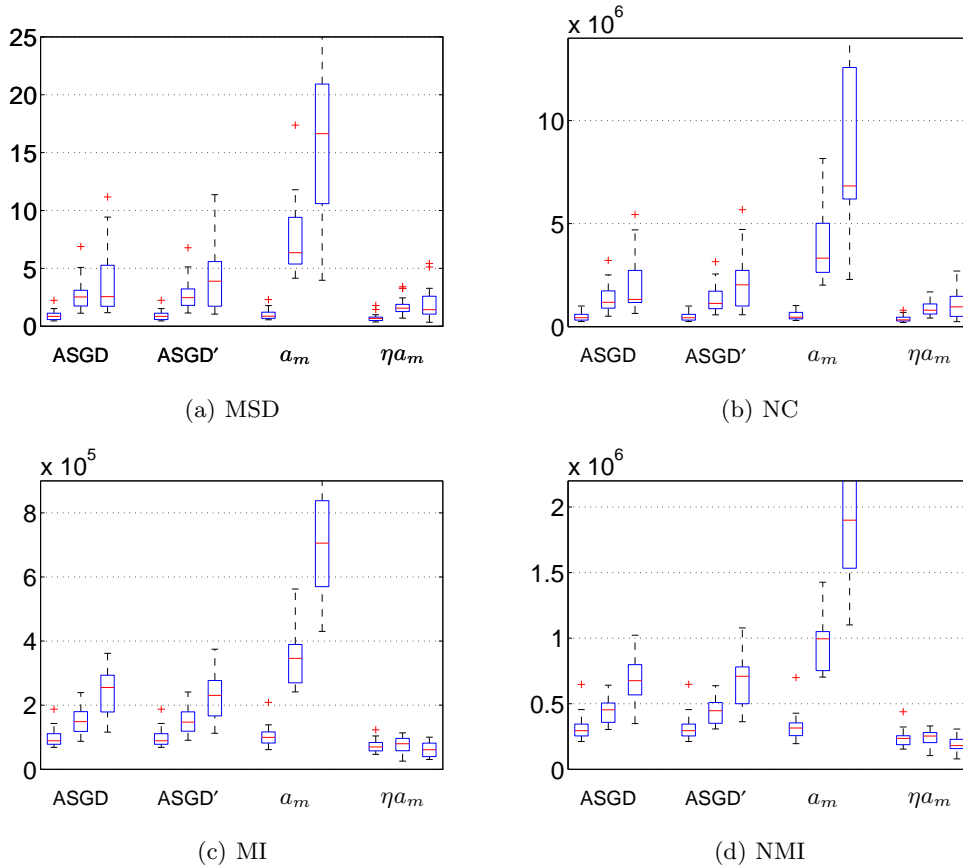 25
20
15
10
5
0
ASGD ASGD′ a_m ηa_m
(a) MSD
x 10^6
10
5
0
ASGD ASGD′ a_m ηa_m
(b) NC
x 10^5
8
6
4
2
0
ASGD ASGD′ a_m ηa_m
(c) MI
x 10^6
2
1.5
1
0.5
0
ASGD ASGD′ a_m ηa_m
(d) NMI